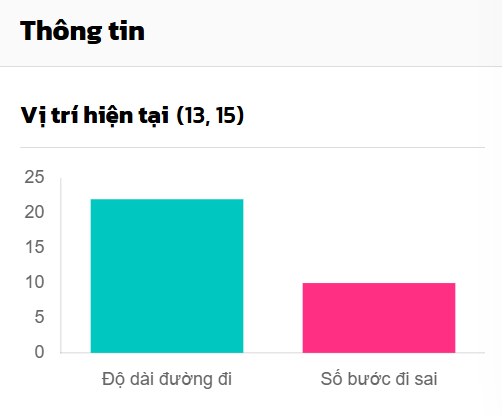 Thông tin
Vị trí hiện tại (13, 15)
25
20
15
10
5
0
Độ dài đường đi
Số bước đi sai